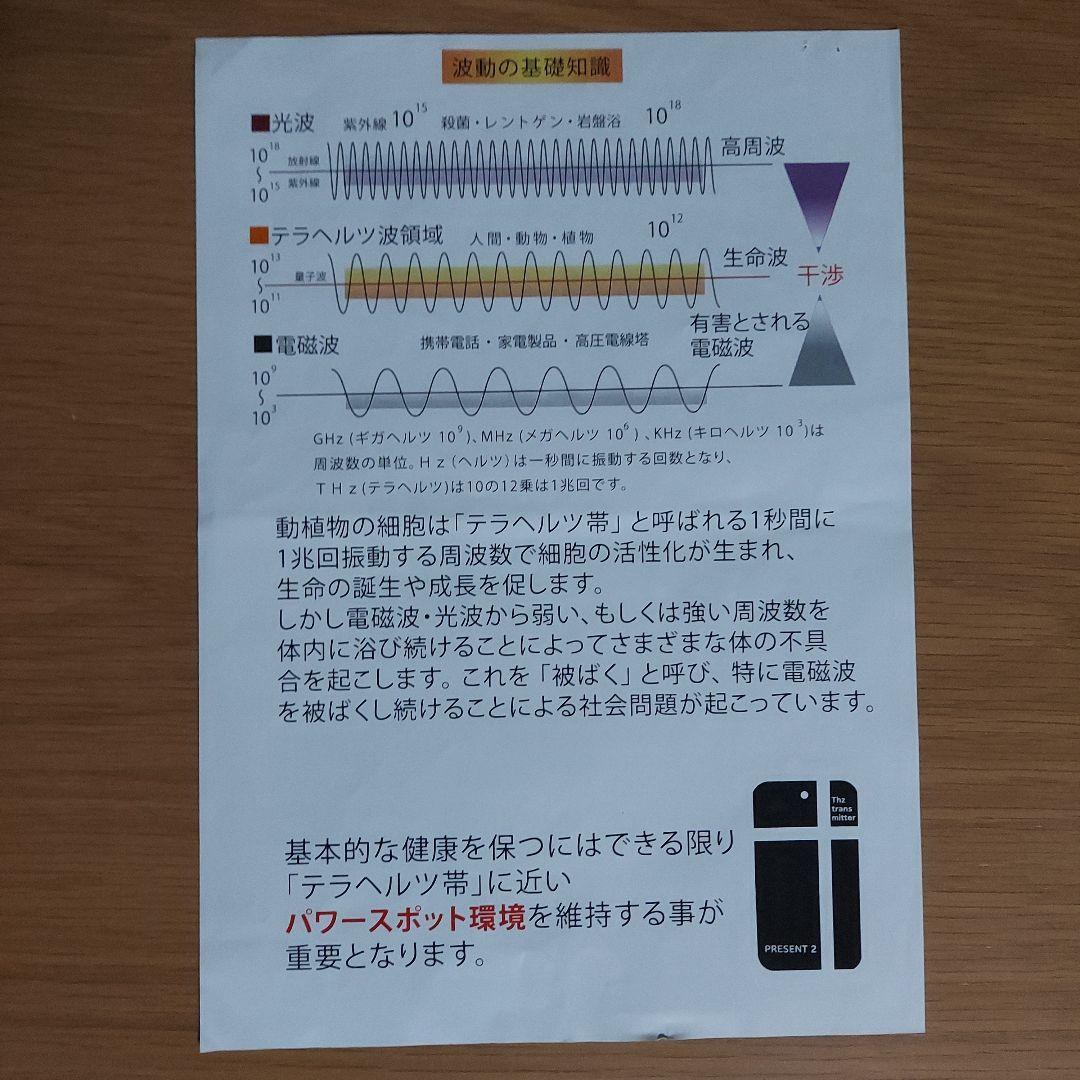 波動の基礎知識
■光波 紫外線 10¹⁵ 殺菌・レントゲン・岩盤浴 10¹⁸
10¹⁸ 放射線 高周波
〜
10¹⁵ 紫外線
■テラヘルツ波領域 人間・動物・植物 10¹²
10¹³ 量子波 生命波
〜
10¹¹
干渉
■電磁波 携帯電話・家電製品・高圧電線塔
有害とされる
電磁波
10⁹
〜
10³
GHz (ギガヘルツ 10⁹)、MHz (メガヘルツ 10⁶)、KHz (キロヘルツ 10³)は
周波数の単位。Hz(ヘルツ)は一秒間に振動する回数となり、
THz(テラヘルツ)は10の12乗は1兆回です。
動植物の細胞は「テラヘルツ帯」と呼ばれる1秒間に
1兆回振動する周波数で細胞の活性化が生まれ、
生命の誕生や成長を促します。
しかし電磁波・光波から弱い、もしくは強い周波数を
体内に浴び続けることによってさまざまな体の不具
合を起こします。これを「被ばく」と呼び、特に電磁波
を被ばくし続けることによる社会問題が起こっています。
基本的な健康を保つにはできる限り
「テラヘルツ帯」に近い
パワースポット環境を維持する事が
重要となります。
Thz
trans
mitter
PRESENT 2